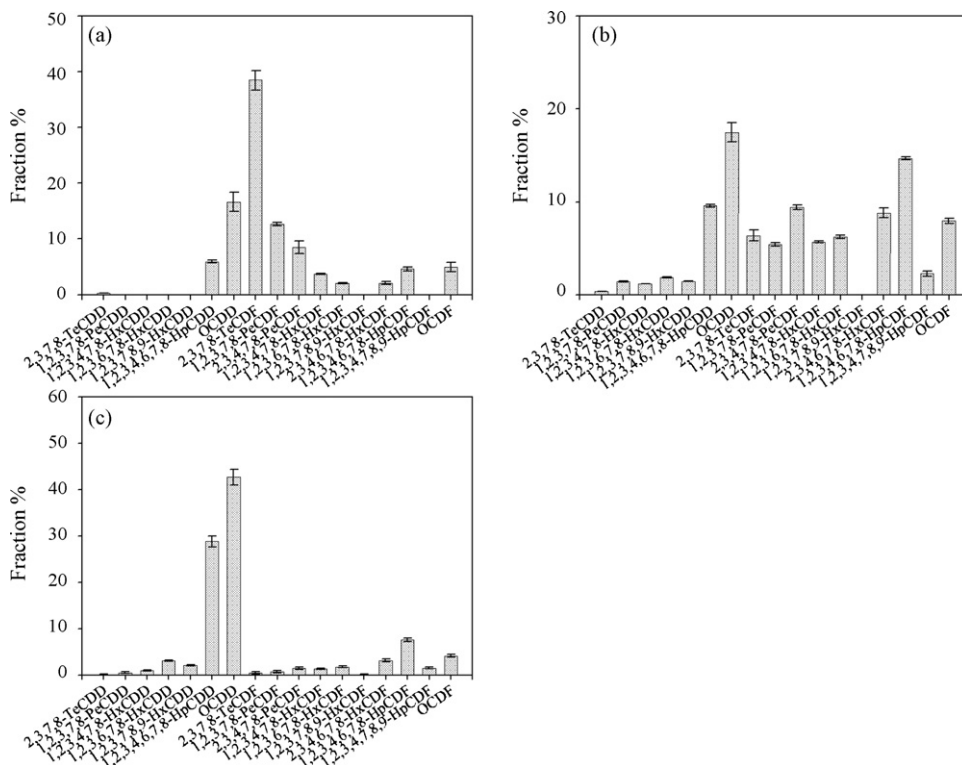 (a)
Fraction %
50
40
30
20
10
0
2,3,7,8-TeCDD
1,2,3,7,8-PeCDD
1,2,3,4,7,8-HxCDD
1,2,3,6,7,8-HxCDD
1,2,3,7,8,9-HxCDD
1,2,3,4,6,7,8-HpCDD
OCDD
2,3,7,8-TeCDF
1,2,3,7,8-PeCDF
2,3,4,7,8-PeCDF
1,2,3,4,7,8-HxCDF
1,2,3,6,7,8-HxCDF
1,2,3,7,8,9-HxCDF
2,3,4,6,7,8-HxCDF
1,2,3,4,6,7,8-HpCDF
1,2,3,4,7,8,9-HpCDF
OCDF
(b)
Fraction %
30
20
10
0
2,3,7,8-TeCDD
1,2,3,7,8-PeCDD
1,2,3,4,7,8-HxCDD
1,2,3,6,7,8-HxCDD
1,2,3,7,8,9-HxCDD
1,2,3,4,6,7,8-HpCDD
OCDD
2,3,7,8-TeCDF
1,2,3,7,8-PeCDF
2,3,4,7,8-PeCDF
1,2,3,4,7,8-HxCDF
1,2,3,6,7,8-HxCDF
1,2,3,7,8,9-HxCDF
2,3,4,6,7,8-HxCDF
1,2,3,4,6,7,8-HpCDF
1,2,3,4,7,8,9-HpCDF
OCDF
(c)
Fraction %
60
50
40
30
20
10
0
2,3,7,8-TeCDD
1,2,3,7,8-PeCDD
1,2,3,4,7,8-HxCDD
1,2,3,6,7,8-HxCDD
1,2,3,7,8,9-HxCDD
1,2,3,4,6,7,8-HpCDD
OCDD
2,3,7,8-TeCDF
1,2,3,7,8-PeCDF
2,3,4,7,8-PeCDF
1,2,3,4,7,8-HxCDF
1,2,3,6,7,8-HxCDF
1,2,3,7,8,9-HxCDF
2,3,4,6,7,8-HxCDF
1,2,3,4,6,7,8-HpCDF
1,2,3,4,7,8,9-HpCDF
OCDF